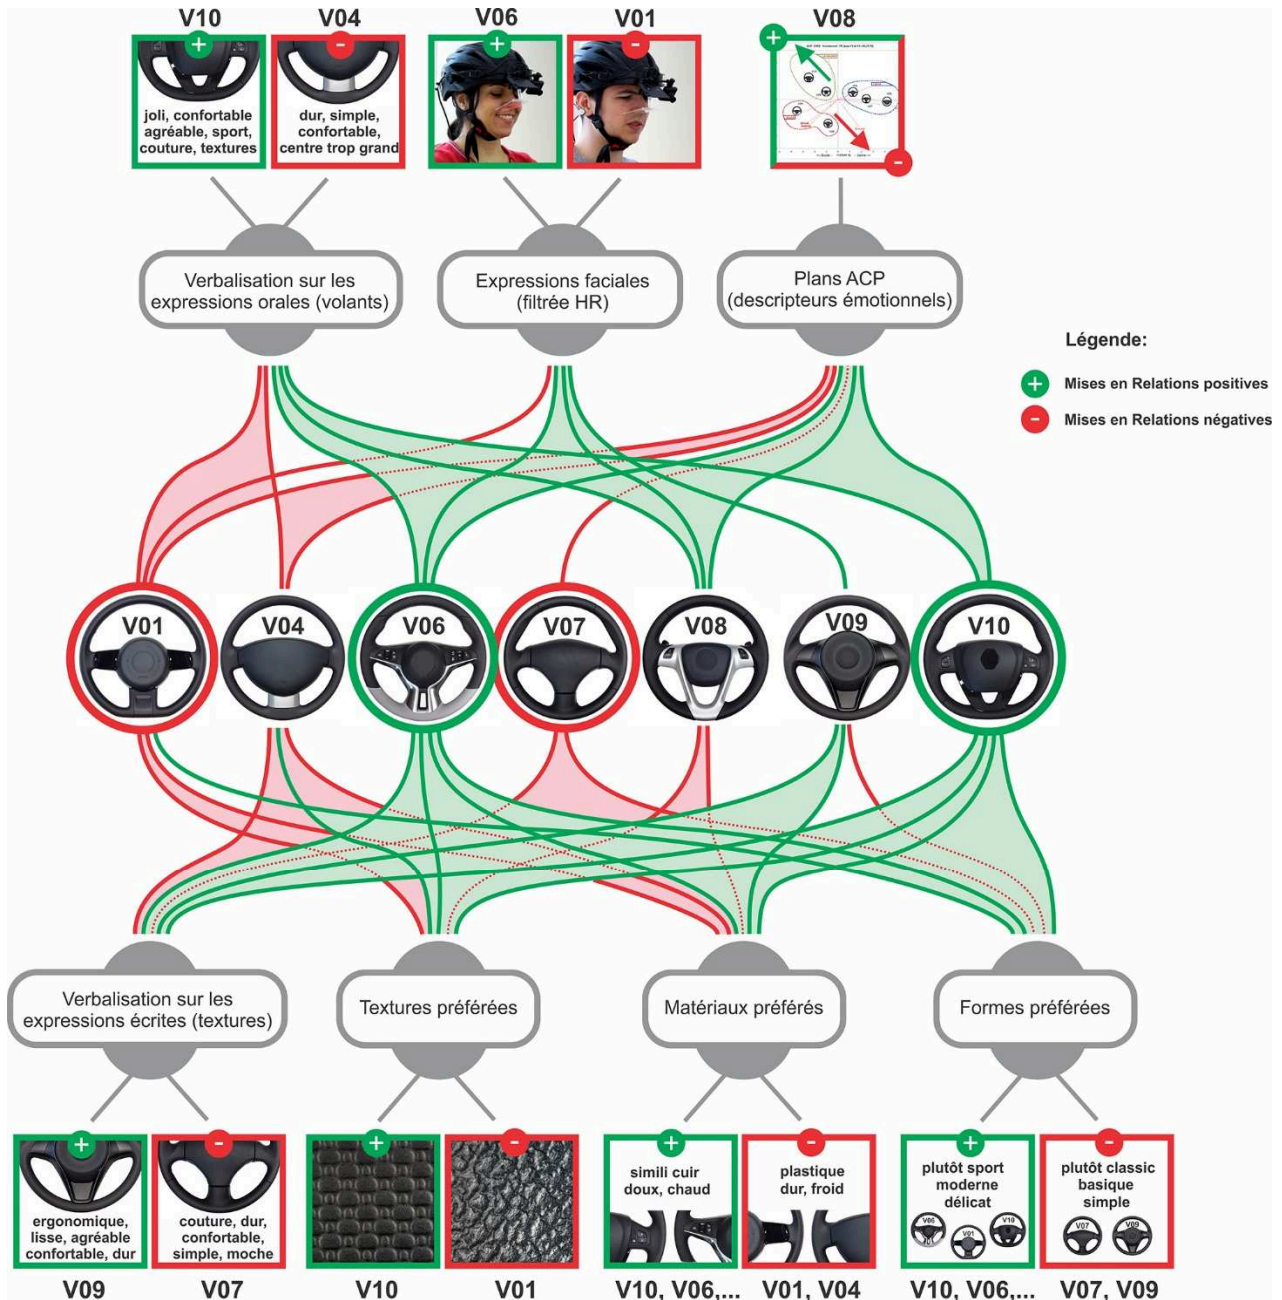 V10
V04
V06
V01
V08
joli, confortable
agréable, sport,
couture, textures
dur, simple,
confortable,
centre trop grand
Verbalisation sur les
expressions orales (volants)
Expressions faciales
(filtrée HR)
Plans ACP
(descripteurs émotionnels)
Légende:
+ Mises en Relations positives
- Mises en Relations négatives
V01
V04
V06
V07
V08
V09
V10
Verbalisation sur les
expressions écrites (textures)
Textures préférées
Matériaux préférés
Formes préférées
ergonomique,
lisse, agréable
confortable, dur
couture, dur,
confortable,
simple, moche
simili cuir
doux, chaud
plastique
dur, froid
plutôt sport
moderne
délicat
V06
V01
V10
plutôt classic
basique
simple
V07
V09
V09
V07
V10
V01
V10, V06,...
V01, V04
V10, V06,...
V07, V09